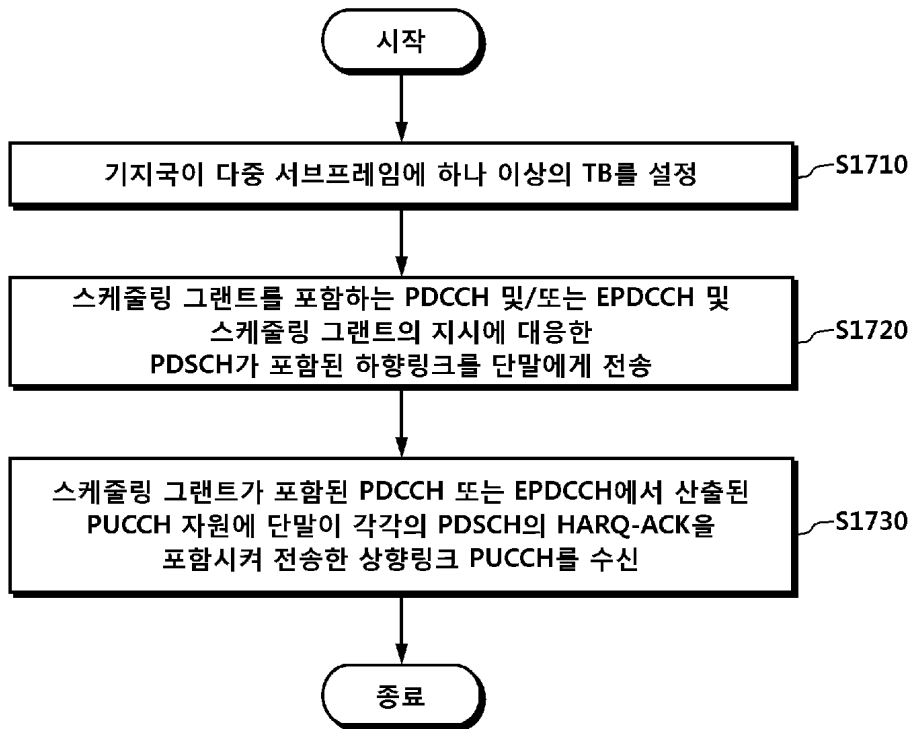 시작
기지국이 다중 서브프레임에 하나 이상의 TB를 설정
S1710
스케줄링 그랜트를 포함하는 PDCCH 및/또는 EPDCCH 및
스케줄링 그랜트의 지시에 대응한
PDSCH가 포함된 하향링크를 단말에게 전송
S1720
스케줄링 그랜트가 포함된 PDCCH 또는 EPDCCH에서 산출된
PUCCH 자원에 단말이 각각의 PDSCH의 HARQ-ACK을
포함시켜 전송한 상향링크 PUCCH를 수신
S1730
종료